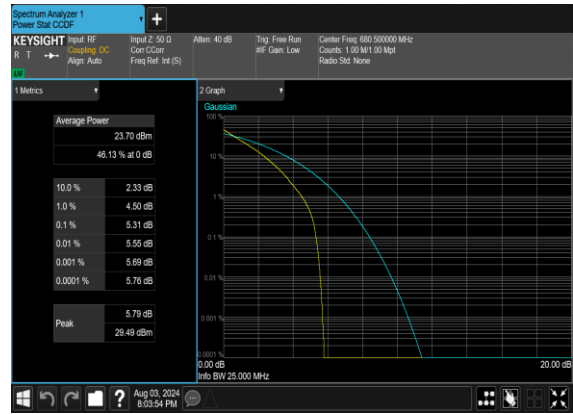 Spectrum Analyzer 1
Power Stat CCDF
KEYSIGHT
R T
LV
Input: RF
Coupling: DC
Align: Auto
Input Z: 50 Ω
Corr CCorr
Freq Ref: Int (S)
Atten: 40 dB
Trig: Free Run
#IF Gain: Low
Center Freq: 680.500000 MHz
Counts: 1.00 M/1.00 Mpt
Radio Std: None
1 Metrics
Average Power
23.70 dBm
46.13 % at 0 dB
10.0 % 2.33 dB
1.0 % 4.50 dB
0.1 % 5.31 dB
0.01 % 5.55 dB
0.001 % 5.69 dB
0.0001 % 5.76 dB
Peak
5.79 dB
29.49 dBm
2 Graph
Gaussian
100 %
10 %
1 %
0.1 %
0.01 %
0.001 %
0.0001 %
0.00 dB
20.00 dB
Info BW 25.000 MHz
?
Aug 03, 2024
8:03:54 PM